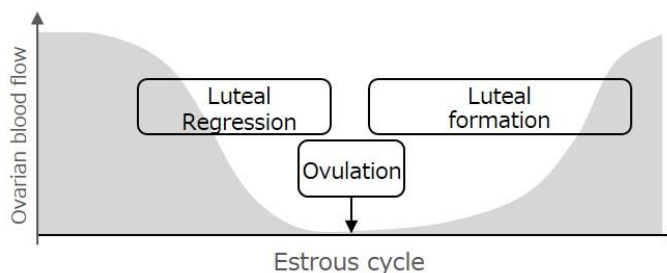 Ovarian blood flow
Luteal
Regression
Luteal
formation
Ovulation
Estrous cycle